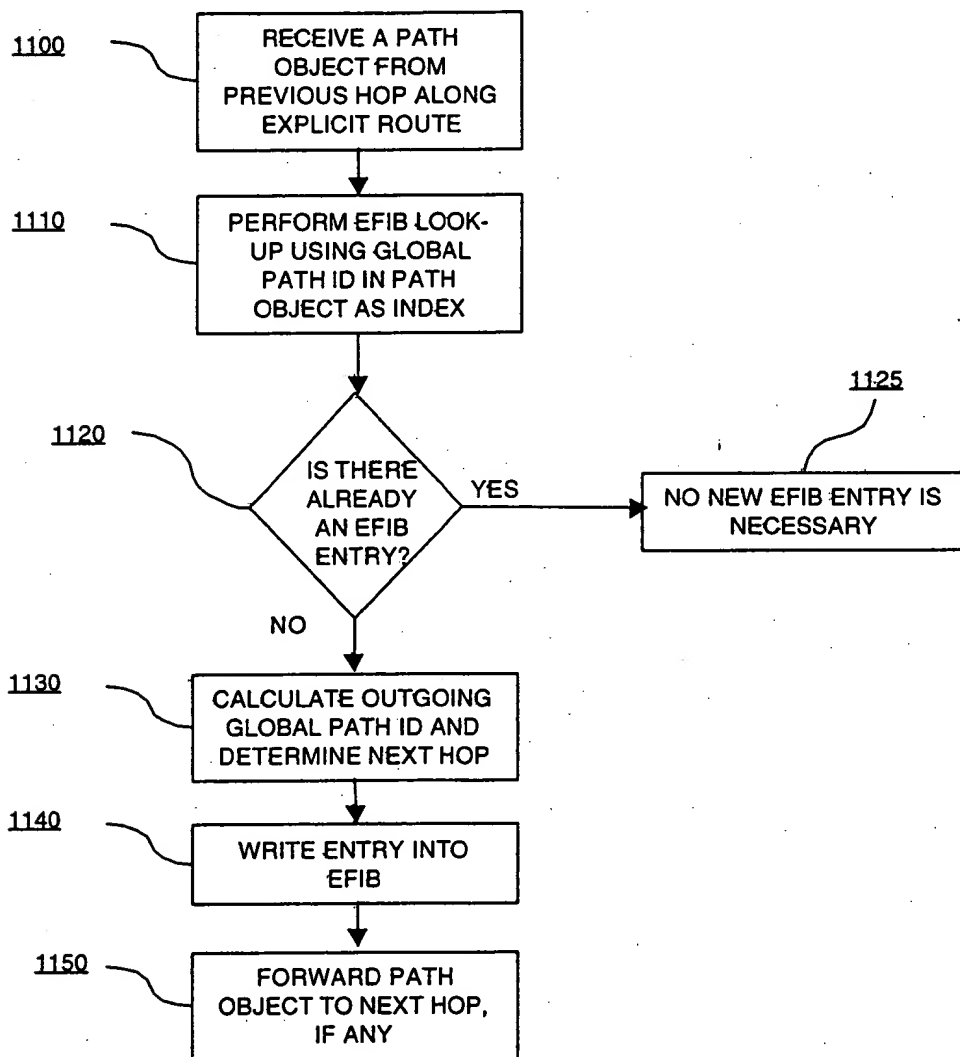 1100
RECEIVE A PATH
OBJECT FROM
PREVIOUS HOP ALONG
EXPLICIT ROUTE
1110
PERFORM EFIB LOOK-
UP USING GLOBAL
PATH ID IN PATH
OBJECT AS INDEX
1120
IS THERE
ALREADY
AN EFIB
ENTRY?
YES
1125
NO NEW EFIB ENTRY IS
NECESSARY
NO
1130
CALCULATE OUTGOING
GLOBAL PATH ID AND
DETERMINE NEXT HOP
1140
WRITE ENTRY INTO
EFIB
1150
FORWARD PATH
OBJECT TO NEXT HOP,
IF ANY